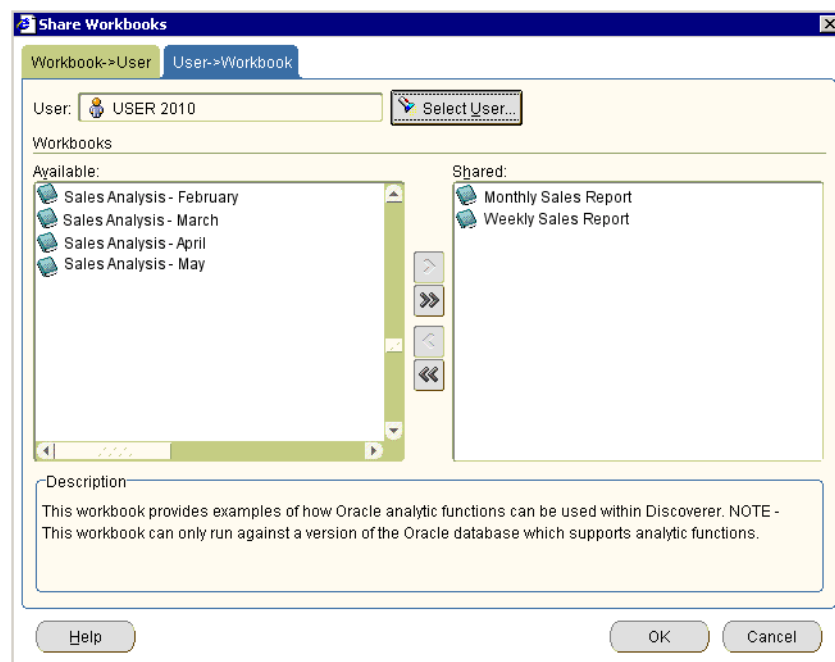 Share Workbooks
Workbook->User
User->Workbook
User:
USER 2010
Select User...
Workbooks
Available:
Shared:
Sales Analysis - February
Sales Analysis - March
Sales Analysis - April
Sales Analysis - May
Monthly Sales Report
Weekly Sales Report
Description
This workbook provides examples of how Oracle analytic functions can be used within Discoverer. NOTE -
This workbook can only run against a version of the Oracle database which supports analytic functions.
Help
OK
Cancel